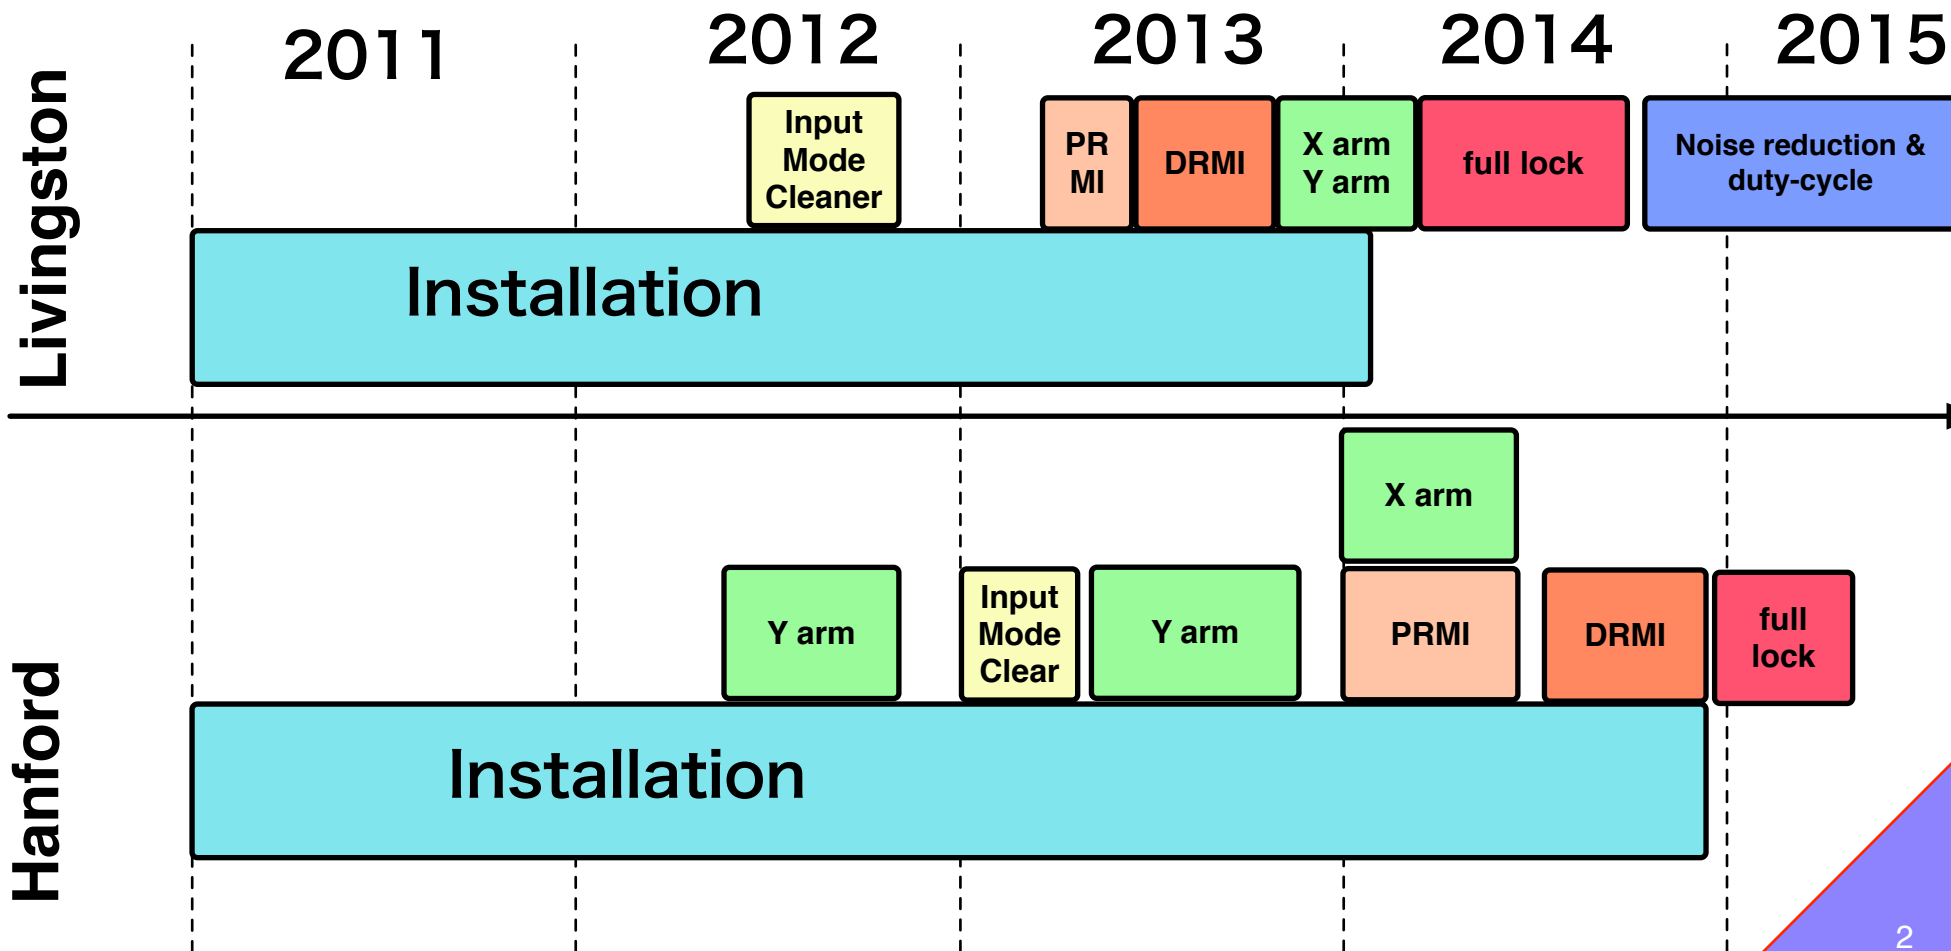 2011
2012
2013
2014
2015
Livingston
Input
Mode
Cleaner
PR
MI
DRMI
X arm
Y arm
full lock
Noise reduction &
duty-cycle
Installation
Hanford
X arm
Y arm
Input
Mode
Clear
Y arm
PRMI
DRMI
full
lock
Installation
2